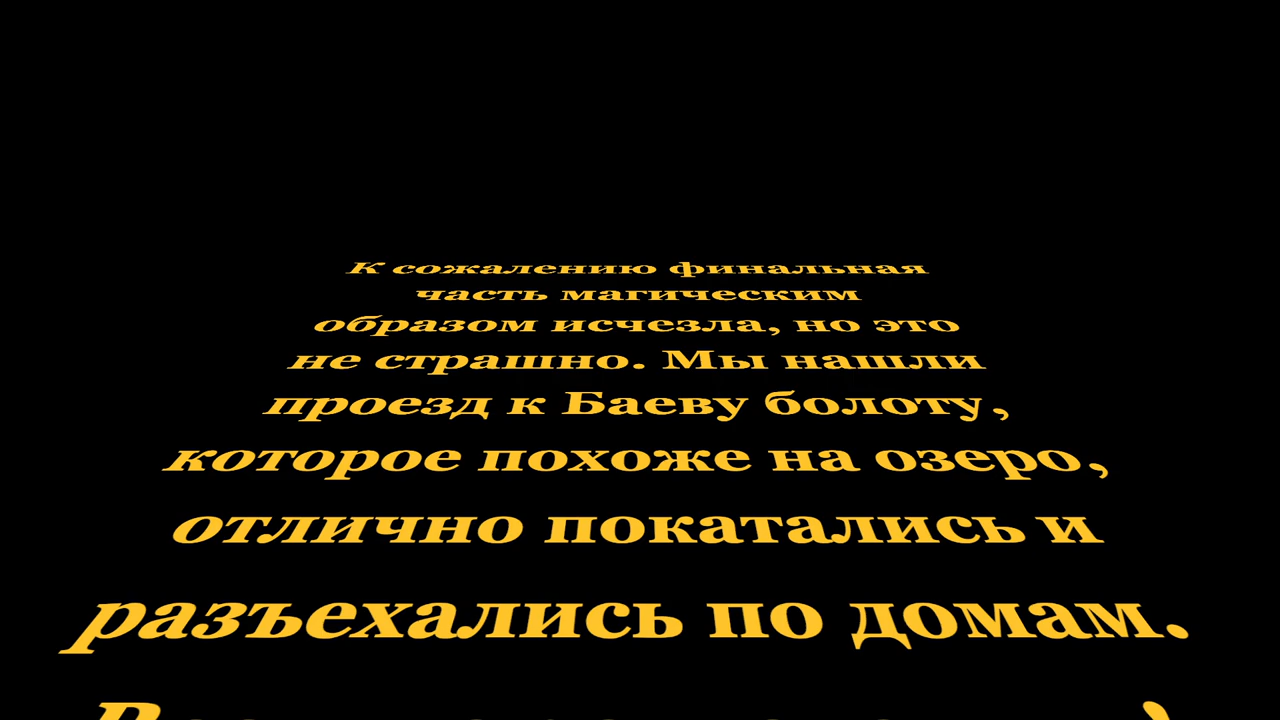 К сожалению финальная
часть магическим
образом исчезла, но это
не страшно. Мы нашли
проезд к Баеву болоту,
которое похоже на озеро,
отлично покатались и
разъехались по домам.